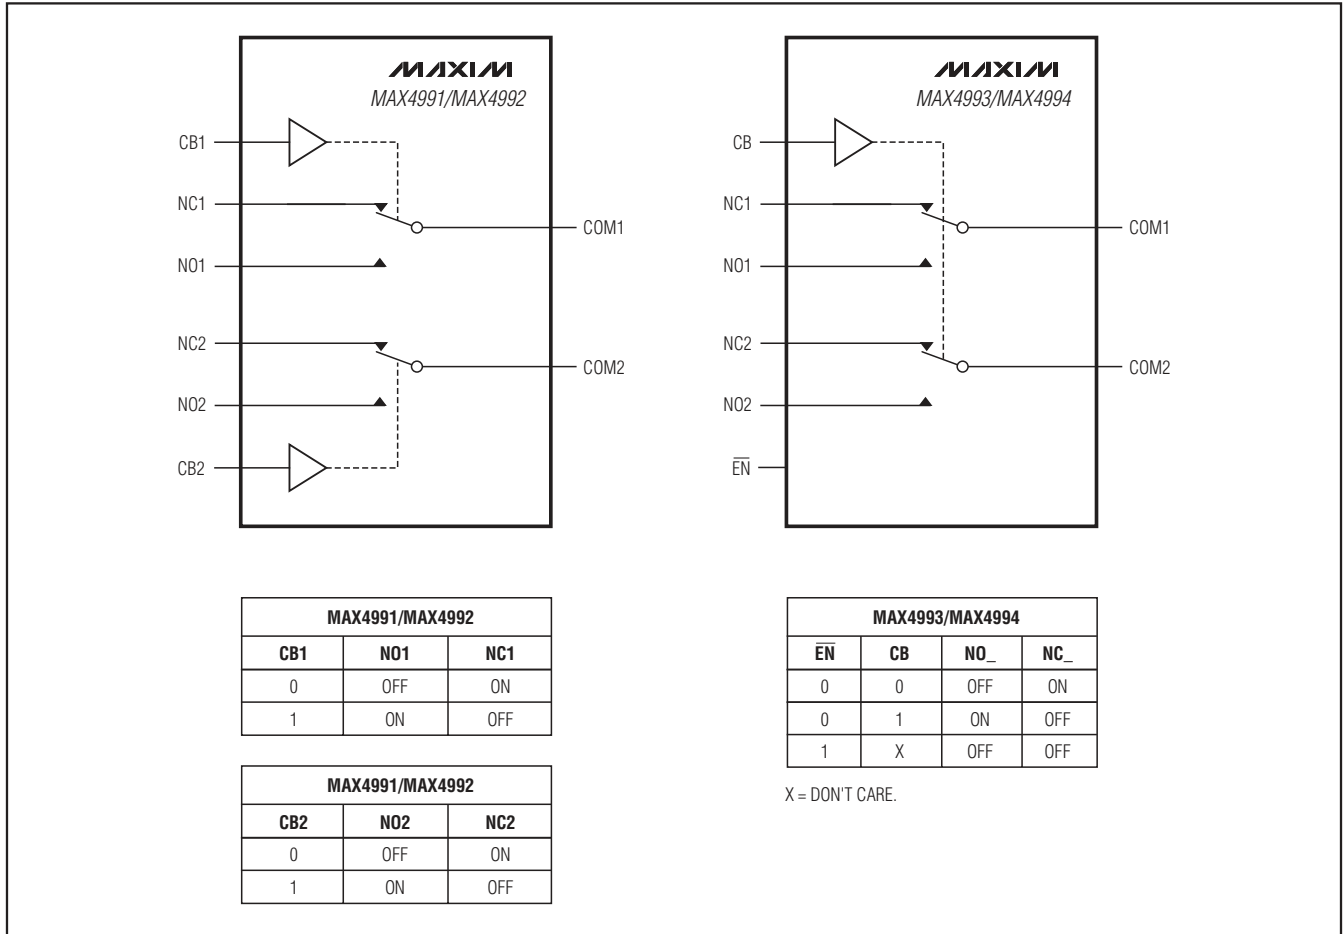 MAXIM
MAX4991/MAX4992
CB1
NC1
COM1
NO1
NC2
COM2
NO2
CB2
MAXIM
MAX4993/MAX4994
CB
NC1
COM1
NO1
NC2
COM2
NO2
E̅N̅
MAX4991/MAX4992
CB1 NO1 NC1
0 OFF ON
1 ON OFF
MAX4991/MAX4992
CB2 NO2 NC2
0 OFF ON
1 ON OFF
MAX4993/MAX4994
E̅N̅ CB NO_ NC_
0 0 OFF ON
0 1 ON OFF
1 X OFF OFF
X = DON'T CARE.